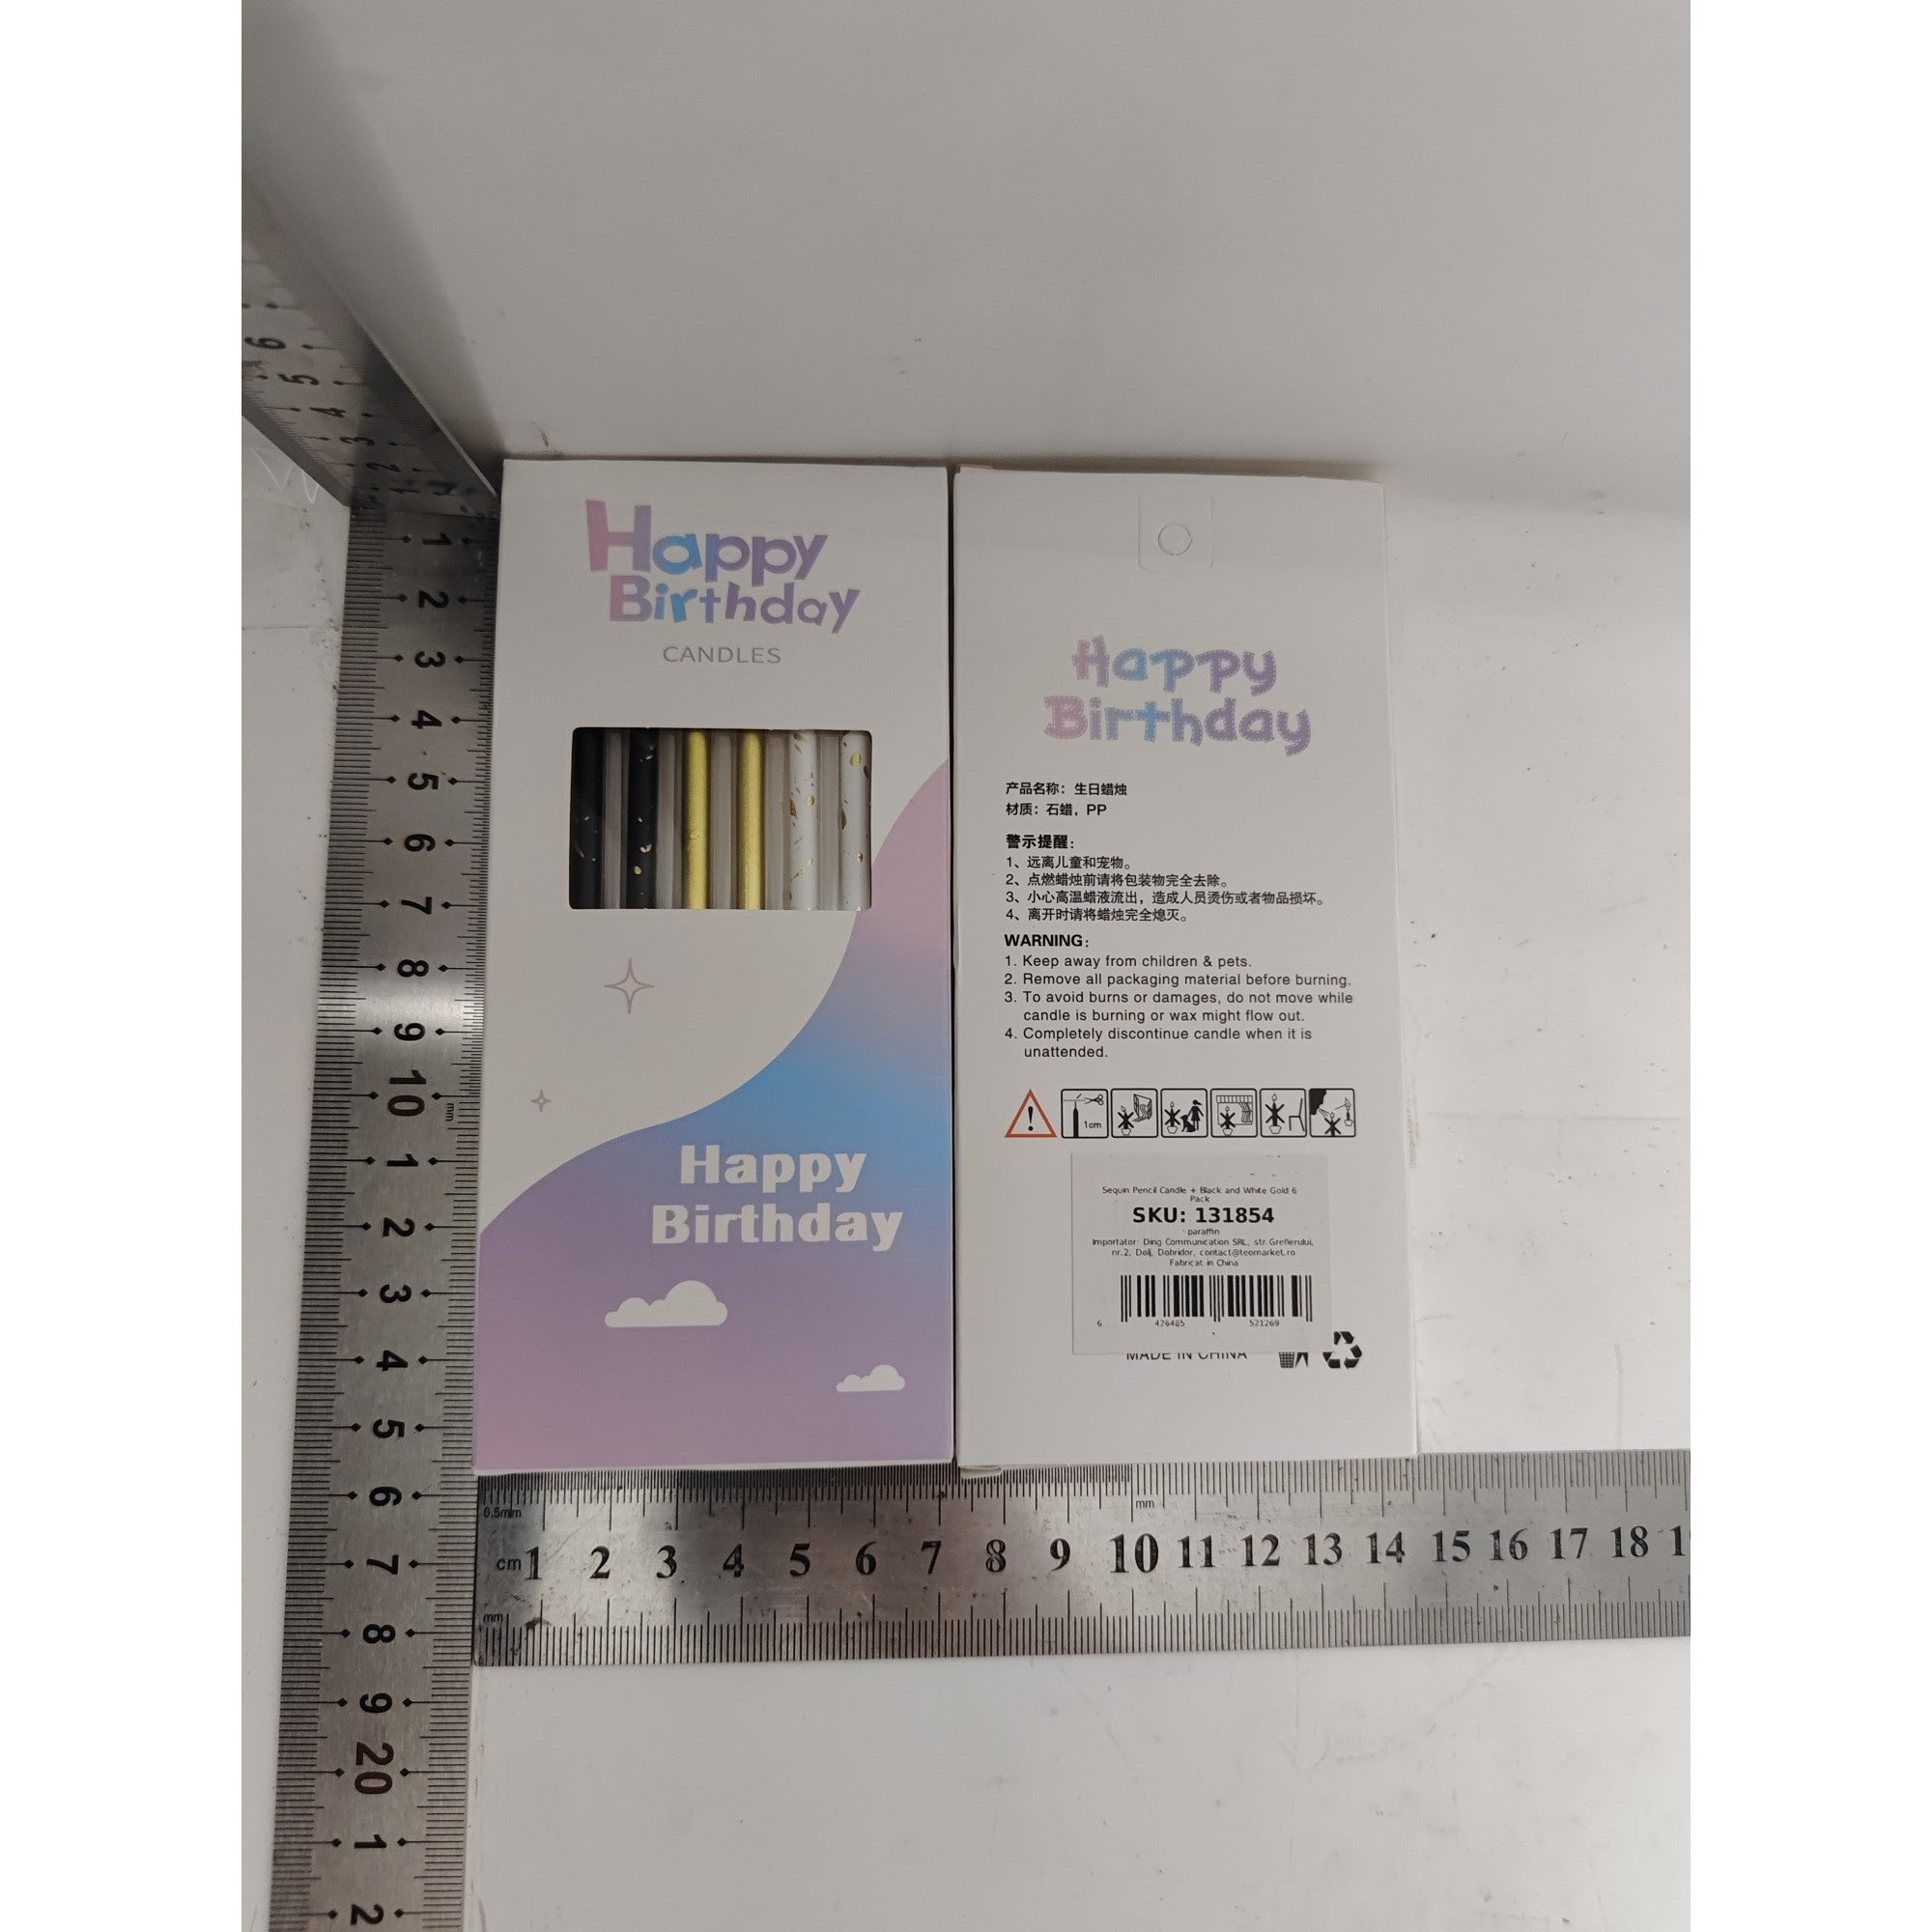 Happy
Birthday
CANDLES
Happy
Birthday
Happy
Birthday
产品名称：生日蜡烛
材质：石蜡，PP
警示提醒：
1、远离儿童和宠物。
2、点燃蜡烛前请将包装物完全去除。
3、小心高温蜡液流出，造成人员烫伤或者物品损坏。
4、离开时请将蜡烛完全熄灭。
WARNING:
1. Keep away from children & pets.
2. Remove all packaging material before burning.
3. To avoid burns or damages, do not move while
candle is burning or wax might flow out.
4. Completely discontinue candle when it is
unattended.
1cm
Sequin Pencil Candle + Black and White Gold 6
Pack
SKU: 131854
paraffin
Importator: Ding Communication SRL, str.Grefierului,
nr.2, Dolj, Dobridor, contact@teomarket.ro
Fabricat in China
6 426485 521269
MADE IN CHINA
6
5
4
3
2
1
1
2
3
4
5
6
7
8
9
10
mm
1
2
3
4
5
6
7
8
9
20
1
2
0.5mm
mm
cm 1 2 3 4 5 6 7 8 9 10 11 12 13 14 15 16 17 18
mm